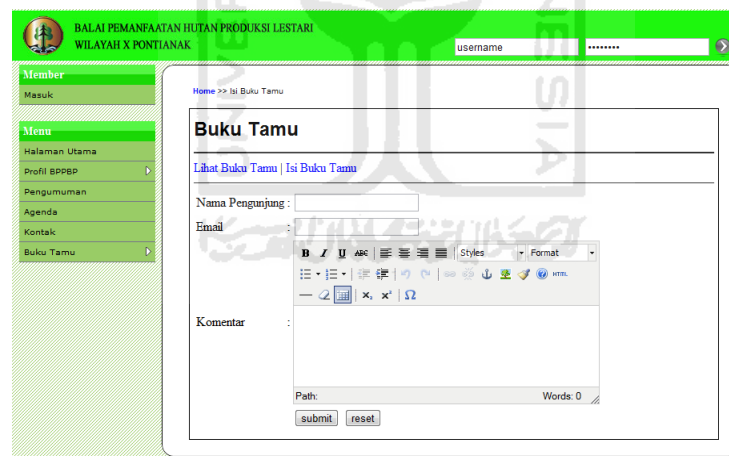 BALAI PEMANFAATAN HUTAN PRODUKSI LESTARI
WILAYAH X PONTIANAK
username
••••••••
Member
Masuk
Menu
Halaman Utama
Profil BPPBP
Pengumuman
Agenda
Kontak
Buku Tamu
Home >> Isi Buku Tamu
Buku Tamu
Lihat Buku Tamu | Isi Buku Tamu
Nama Pengunjung :
Email :
B I U ABC Styles Format
HTML
x, x² Ω
Komentar :
Path: Words: 0
submit reset